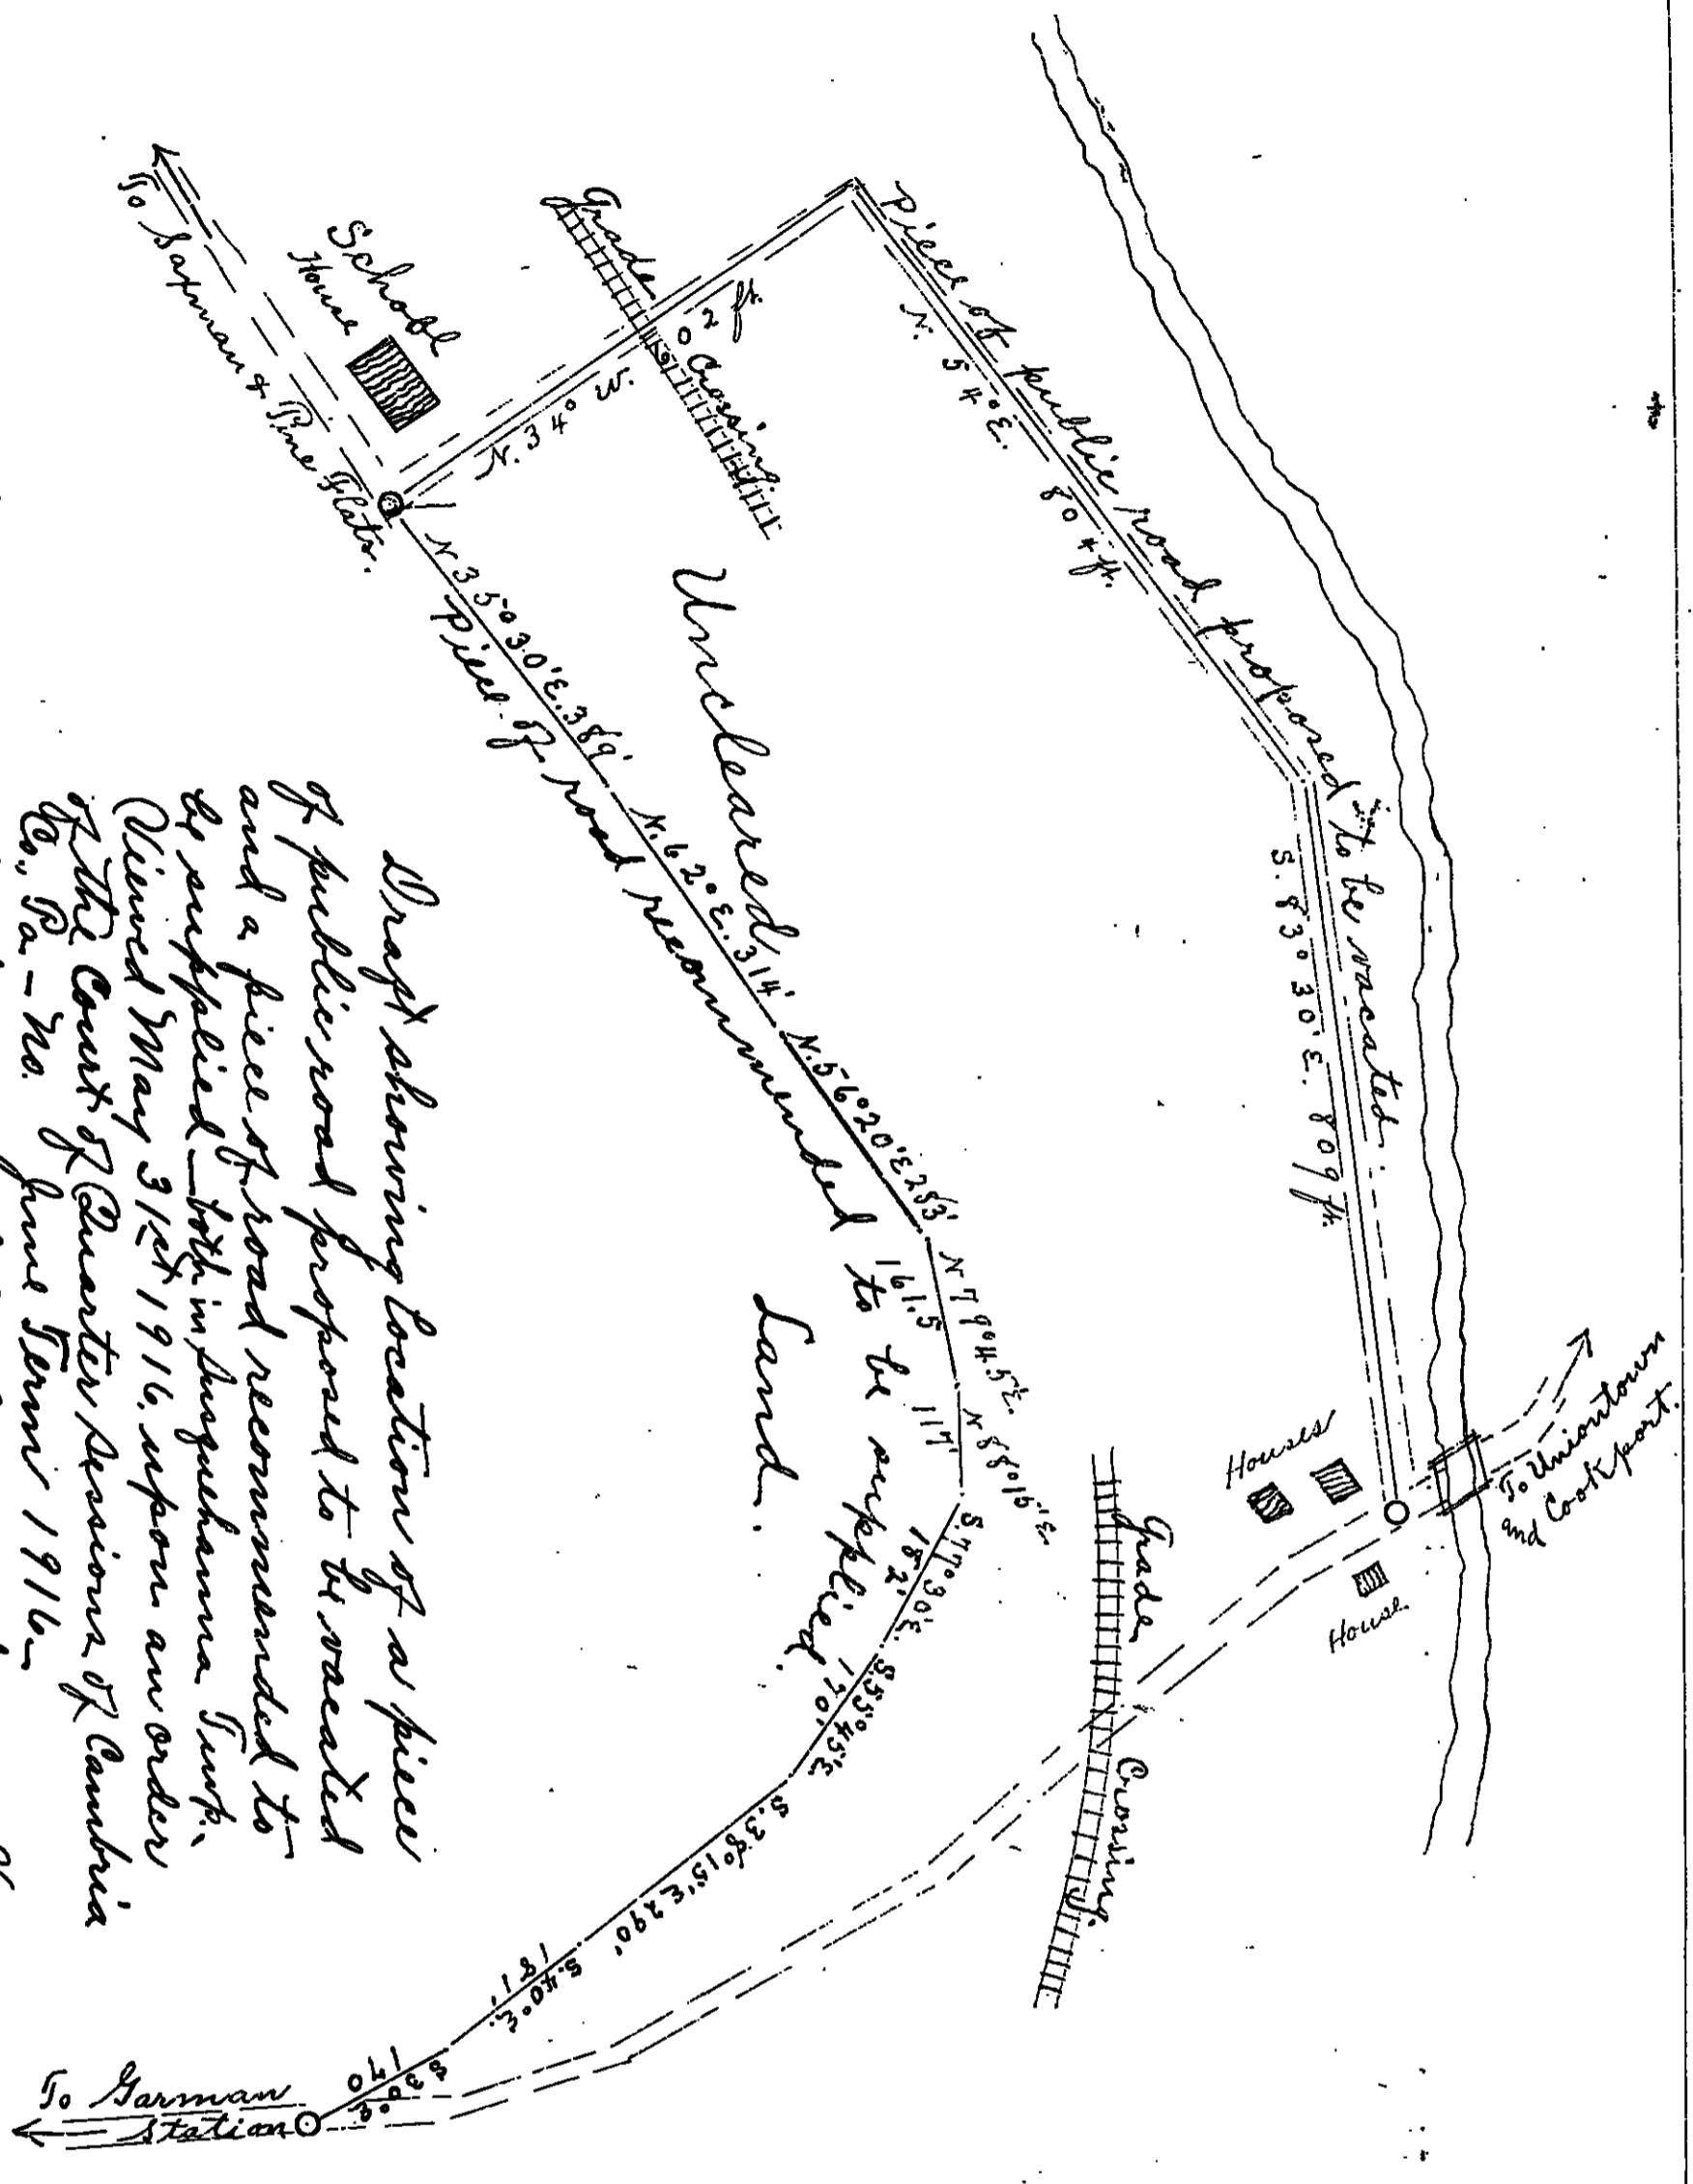 Piece of public road proposed to be vacated.
N. 54° E. 804 ft.
S. 83° 30' E. 809 ft.
To Uniontown
and Cookport.
Houses
House
Grade Crossing
Grade Crossing
N. 34° W.
ft.
School
House
To Saxman & Pine Flats.
Uncleared Land.
N. 35° 30' E. 389'
N. 62° E. 314'
N. 56° 20' E 283'
N 79° 45' E.
161.5
N 88° 15' E.
117'
S. 77° 30' E.
182'
S. 55° 45' E.
170'
S. 38° 15' E. 290'
S. 40° E.
181'
S 30° E
170
Piece of road recommended to be supplied.
To Garman
Station
Draft showing location of a piece
of public road proposed to be vacated
and a piece of road recommended to
be supplied – both in Susquehanna Twp.
Viewed May 31st 1916, upon an order
of the Court of Quarter Sessions of Cambria
Co., Pa – No. June Term 1916 –